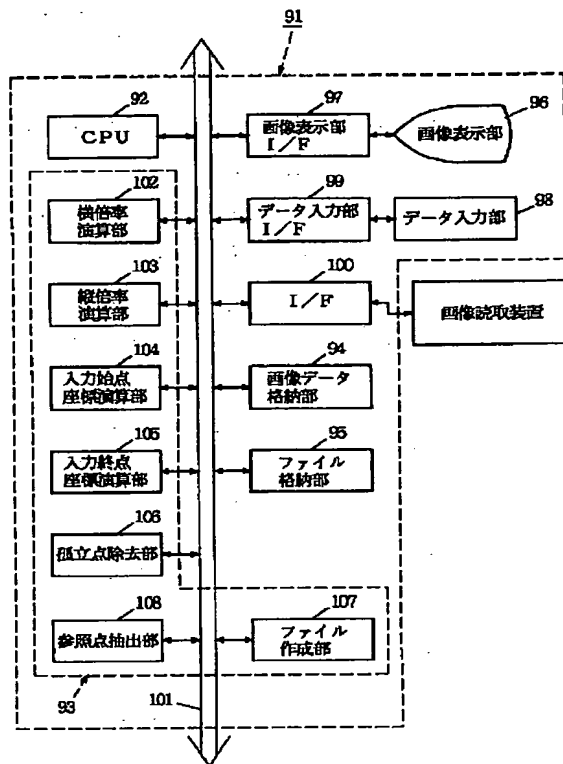 91
92
CPU
97
画像表示部
I/F
96
画像表示部
102
横倍率
演算部
99
データ入力部
I/F
98
データ入力部
103
縦倍率
演算部
100
I/F
画像読取装置
104
入力始点
座標演算部
94
画像データ
格納部
105
入力終点
座標演算部
95
ファイル
格納部
106
孤立点除去部
108
参照点抽出部
107
ファイル
作成部
93
101